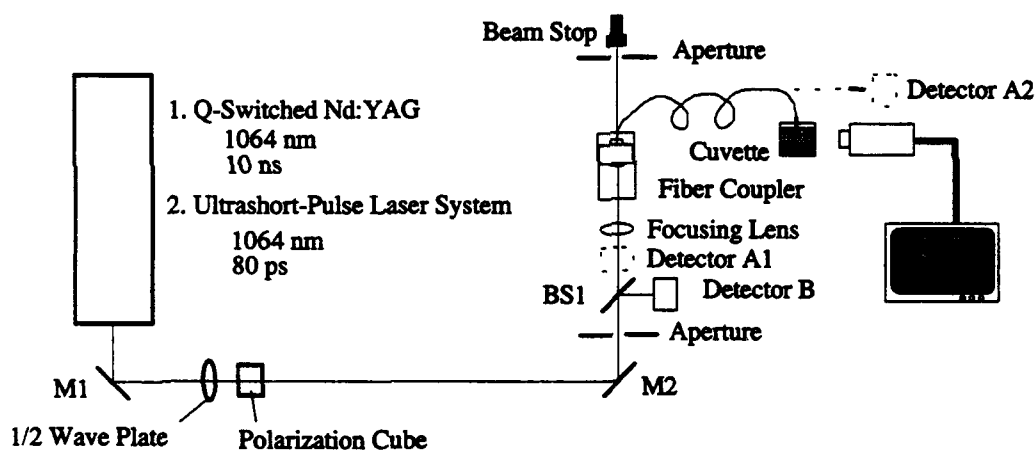 Beam Stop
Aperture
1. Q-Switched Nd:YAG
1064 nm
10 ns
2. Ultrashort-Pulse Laser System
1064 nm
80 ps
Detector A2
Cuvette
Fiber Coupler
Focusing Lens
Detector A1
BS1
Detector B
Aperture
M1
M2
1/2 Wave Plate
Polarization Cube